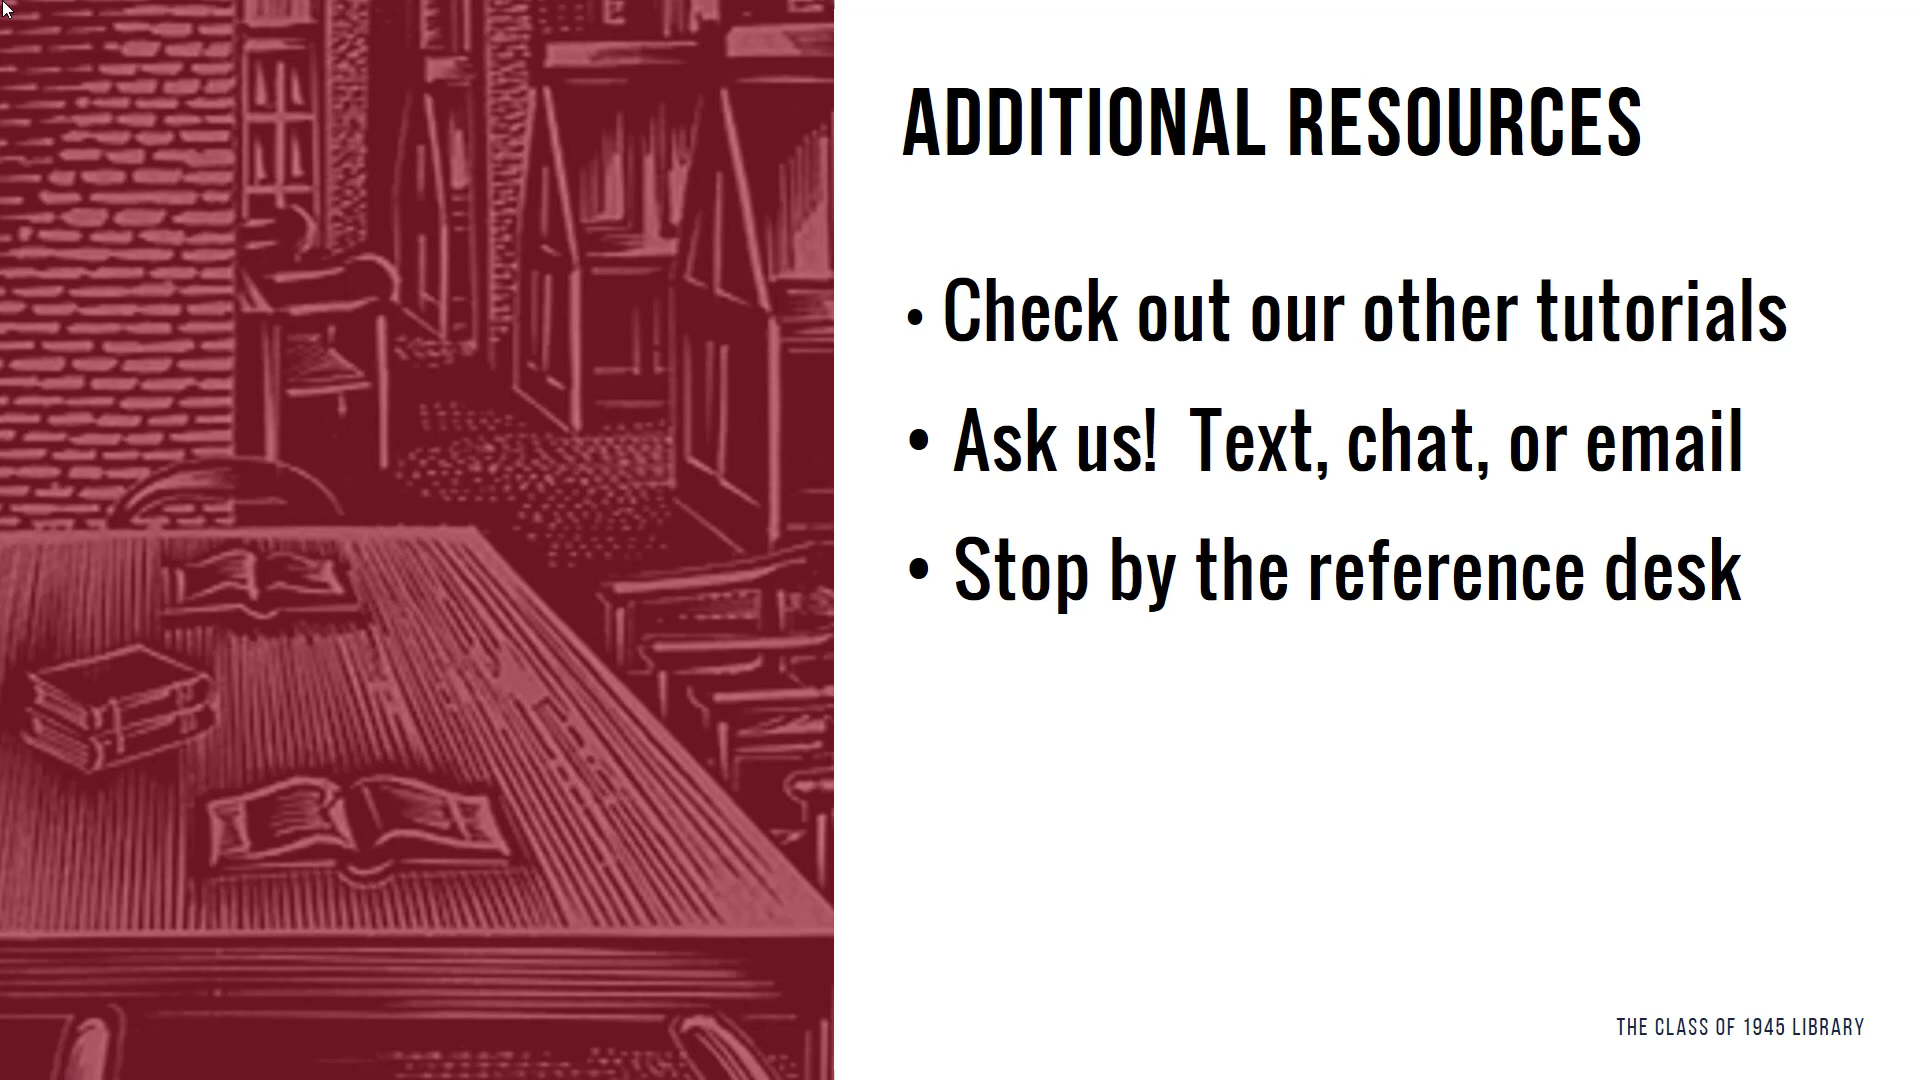 ADDITIONAL RESOURCES
• Check out our other tutorials
• Ask us!  Text, chat, or email
• Stop by the reference desk
THE CLASS OF 1945 LIBRARY